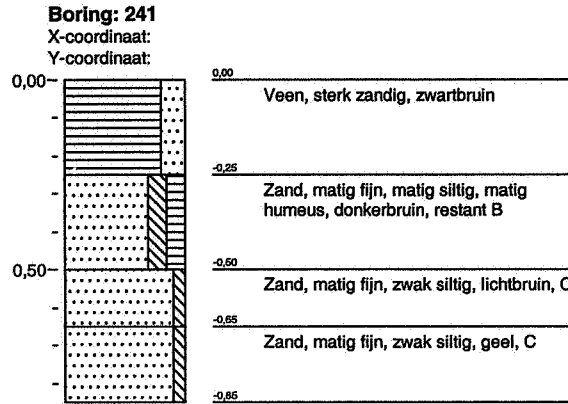 Boring: 241
X-coordinaat:
Y-coordinaat:
0,00
0,00
Veen, sterk zandig, zwartbruin
-0,25
Zand, matig fijn, matig siltig, matig
humeus, donkerbruin, restant B
0,50
-0,50
Zand, matig fijn, zwak siltig, lichtbruin, C
-0,65
Zand, matig fijn, zwak siltig, geel, C
-0,85